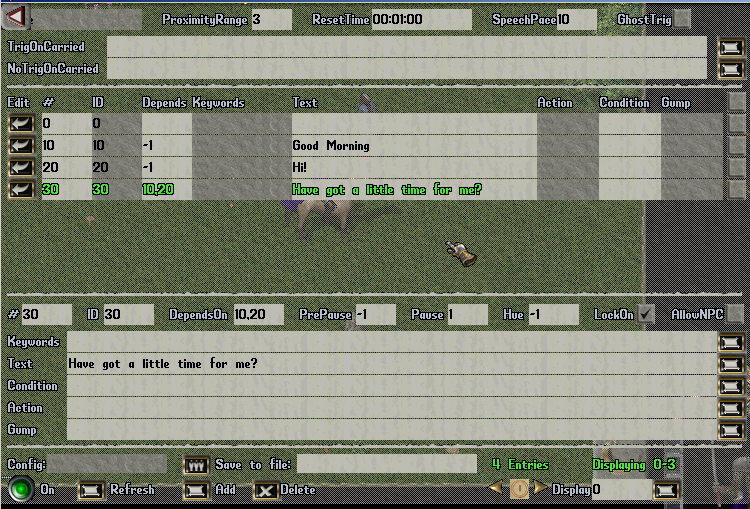 ProximityRange 3 ResetTime 00:01:00 SpeechPace 10 GhostTrig
TrigOnCarried
NoTrigOnCarried
Edit # ID Depends Keywords Text Action Condition Gump
0 0
10 10 -1 Good Morning
20 20 -1 Hi!
30 30 10,20 Have got a little time for me?
# 30 ID 30 DependsOn 10,20 PrePause -1 Pause 1 Hue -1 LockOn AllowNPC
Keywords
Text Have got a little time for me?
Condition
Action
Gump
Config: Save to file: 4 Entries Displaying 0-3
On Refresh Add Delete Display 0